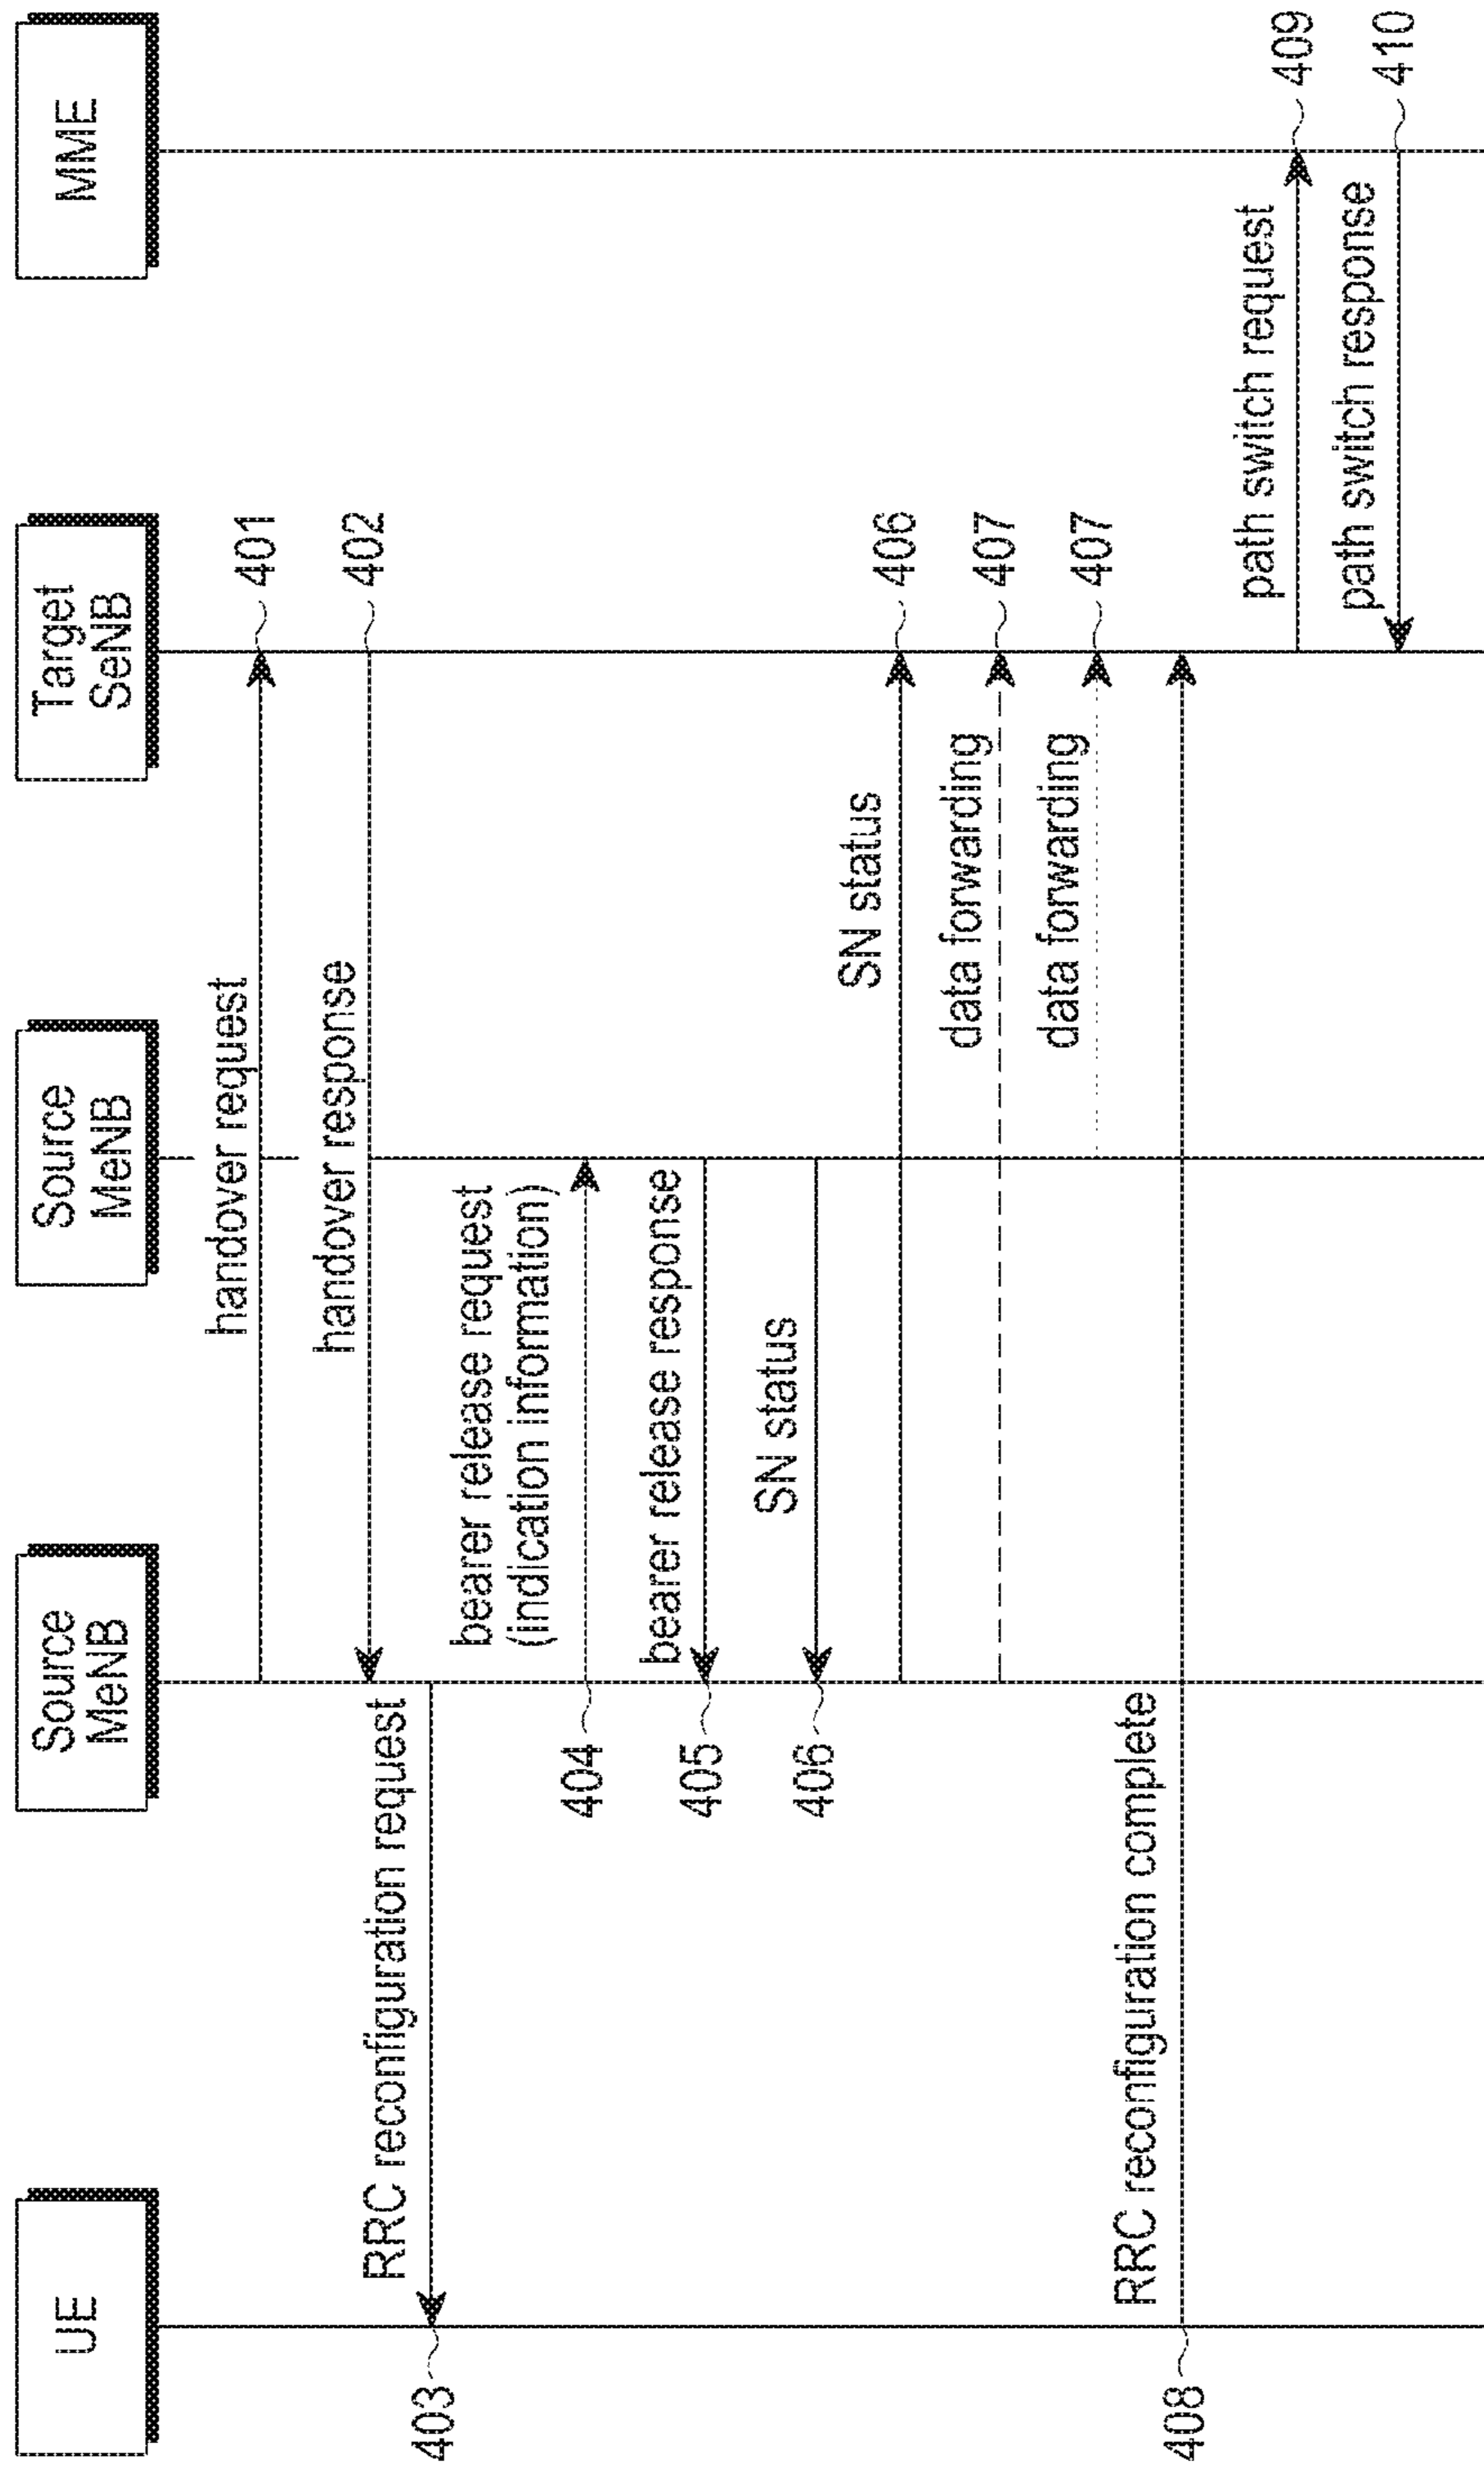 UE
Source
MeNB
Source
MeNB
Target
SeNB
MME
handover request
401
handover response
402
RRC reconfiguration request
403
bearer release request
(indication information)
404
bearer release response
405
SN status
406
SN status
406
data forwarding
407
data forwarding
407
RRC reconfiguration complete
408
path switch request
409
path switch response
410